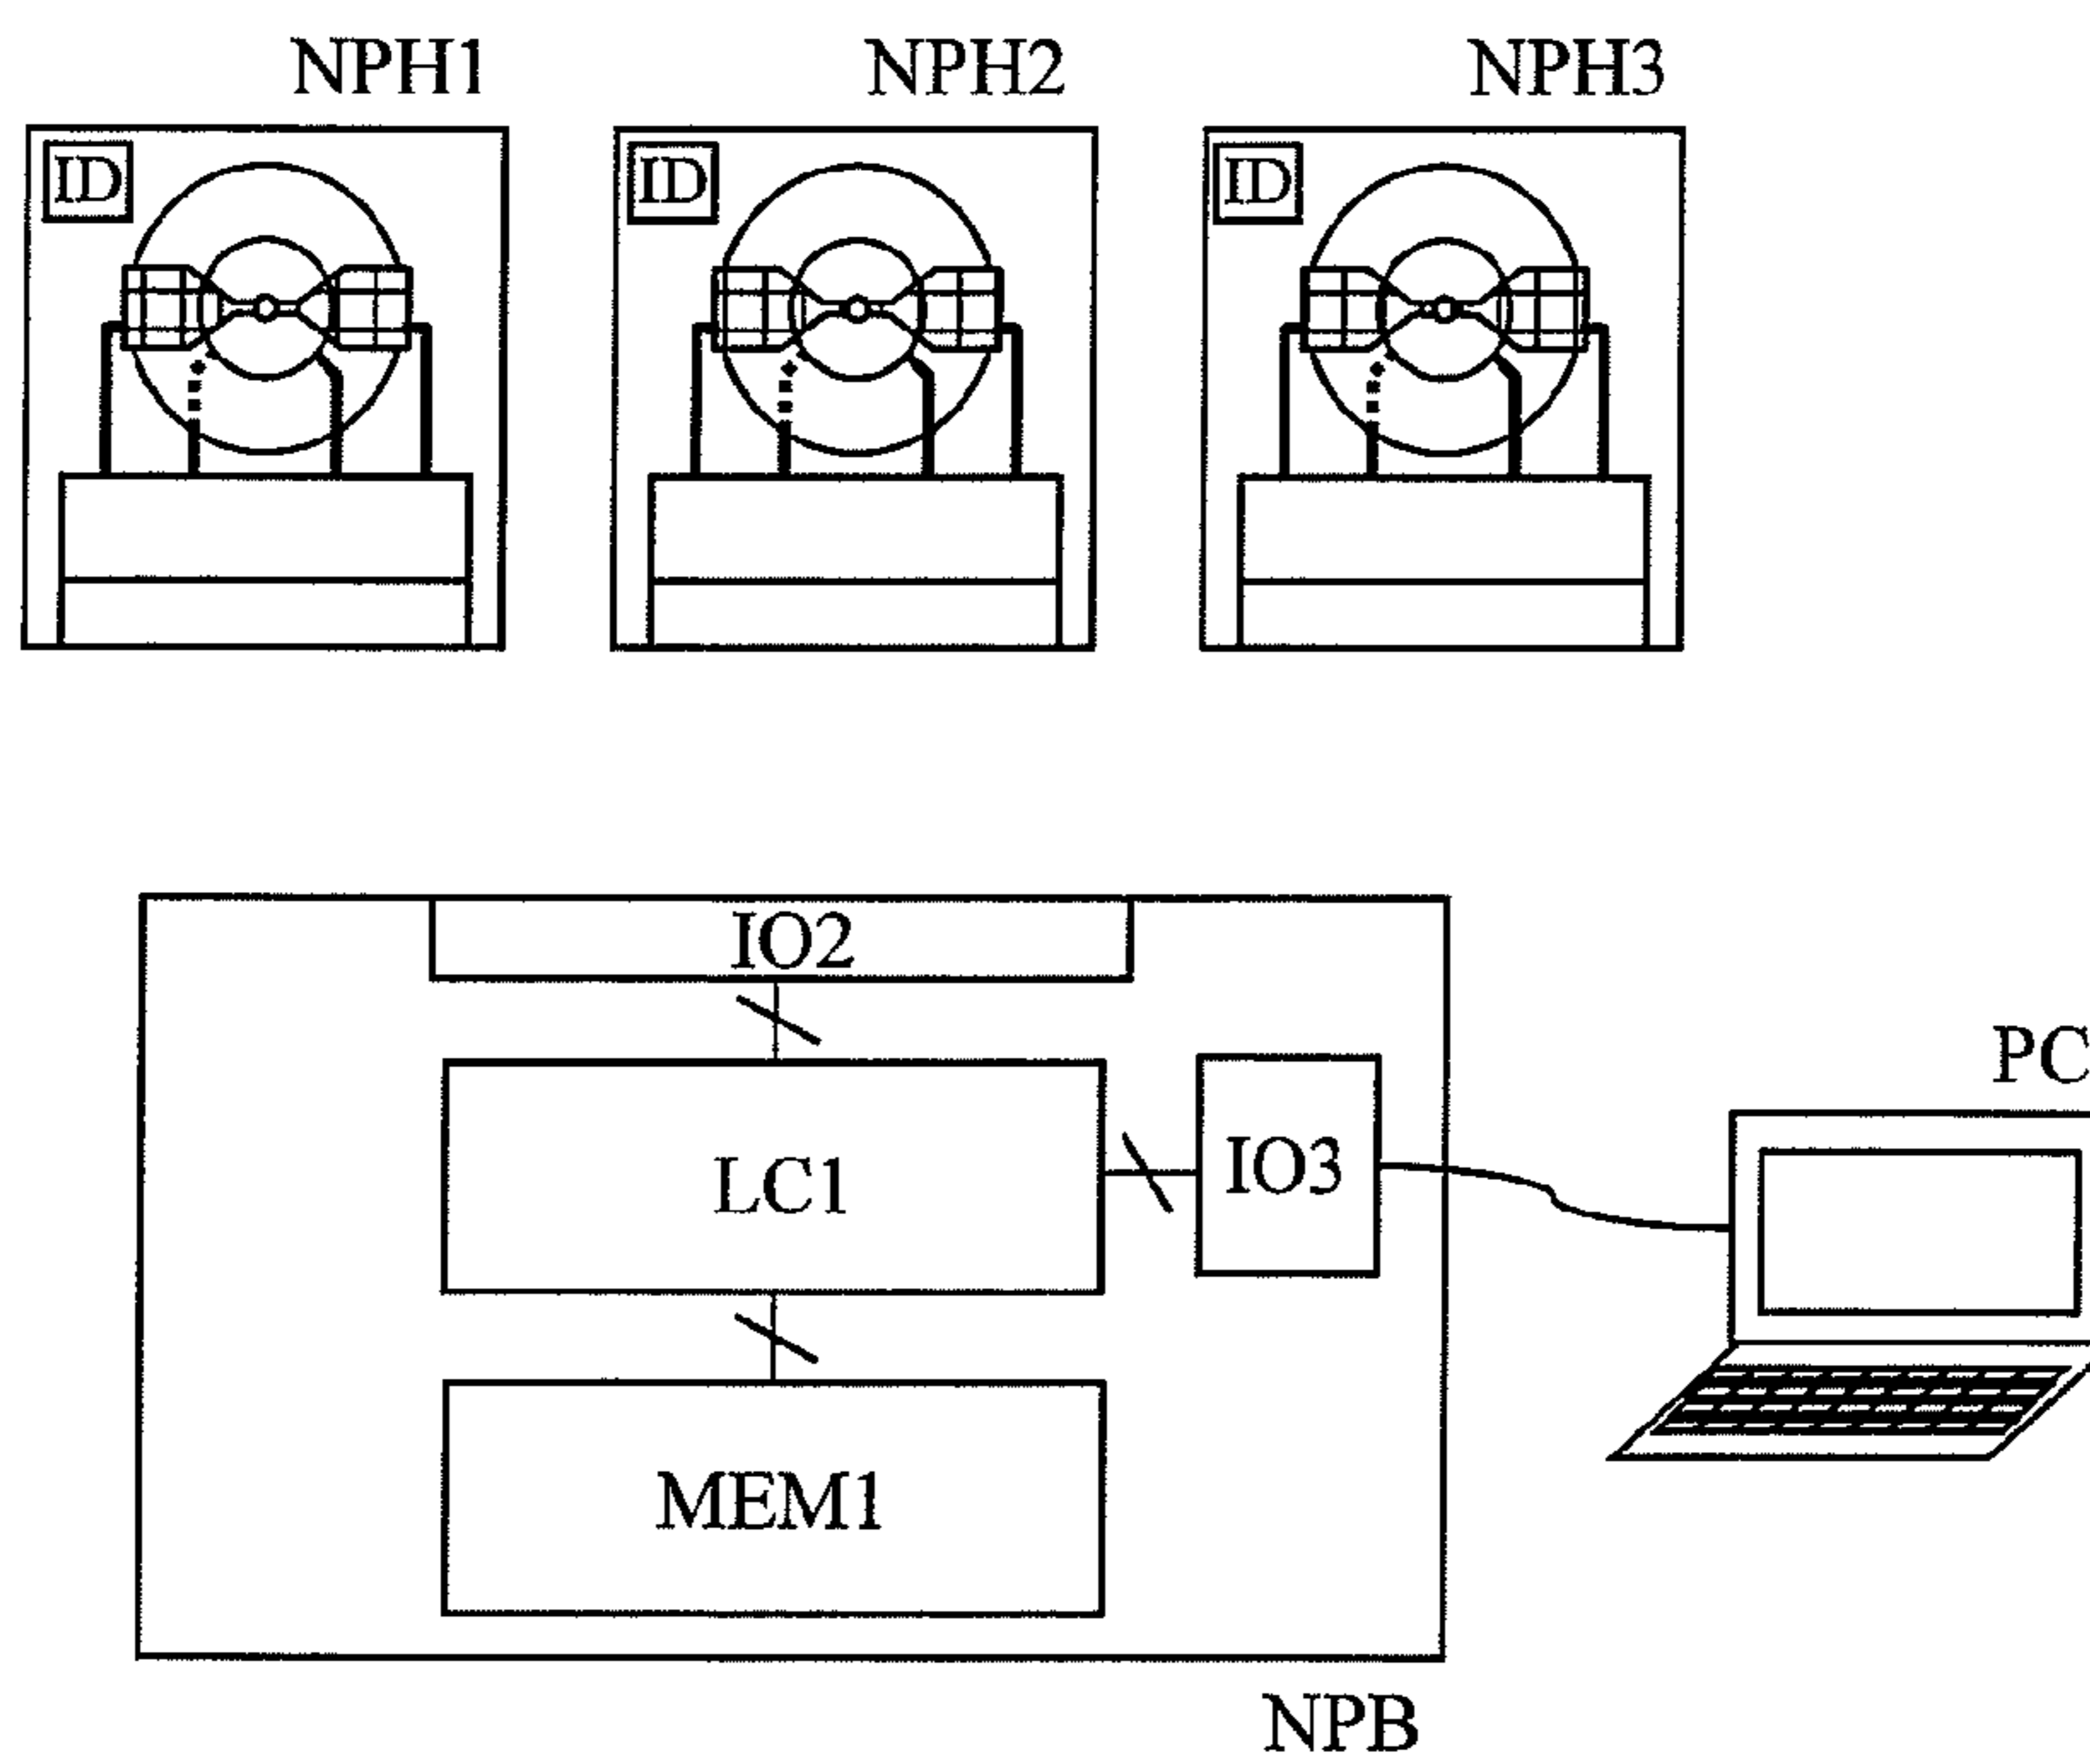 NPH1 NPH2 NPH3
ID ID ID
IO2
PC
LC1 IO3
MEM1
NPB